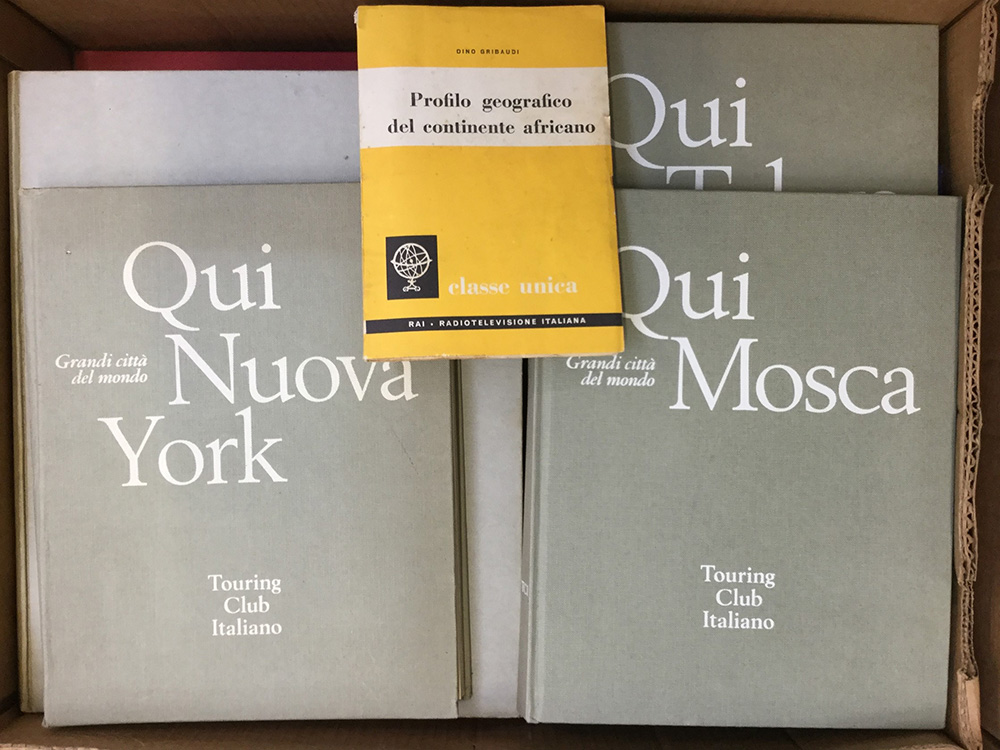 DINO GRIBAUDI
Profilo geografico
del continente africano
classe unica
RAI • RADIOTELEVISIONE ITALIANA
Qui
Qui
Nuova
York
Grandi città
del mondo
Touring
Club
Italiano
Qui
Mosca
Grandi città
del mondo
Touring
Club
Italiano